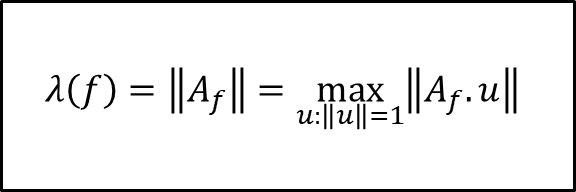 λ(f) = ‖A_f‖ = max_{u:‖u‖=1}‖A_f.u‖